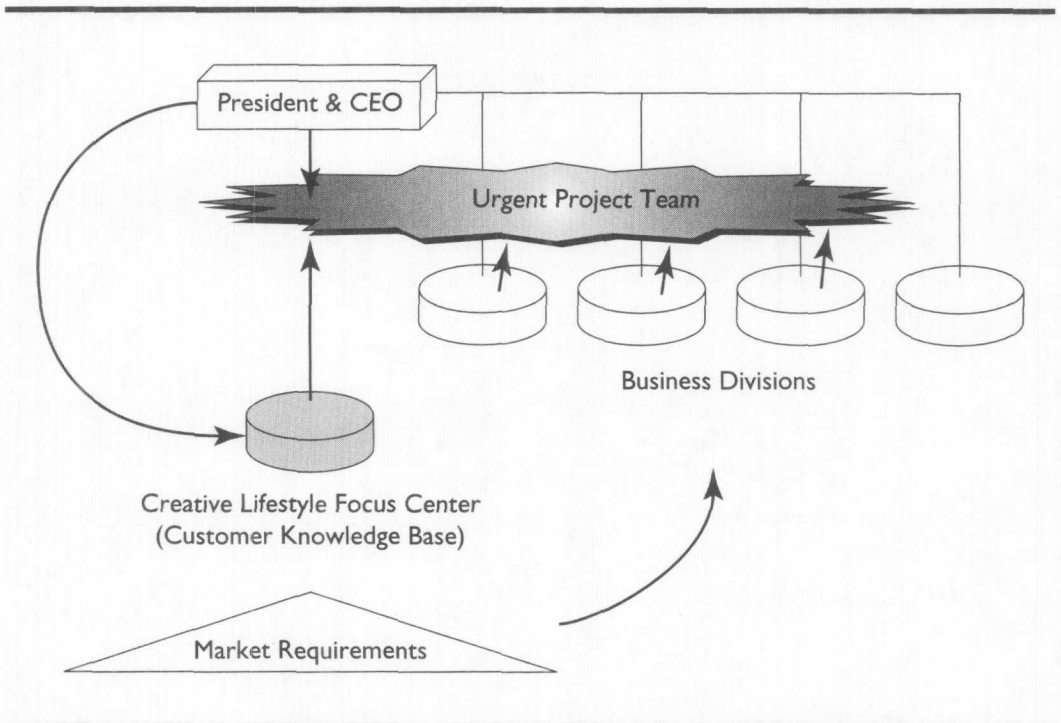 President & CEO
Urgent Project Team
Business Divisions
Creative Lifestyle Focus Center
(Customer Knowledge Base)
Market Requirements